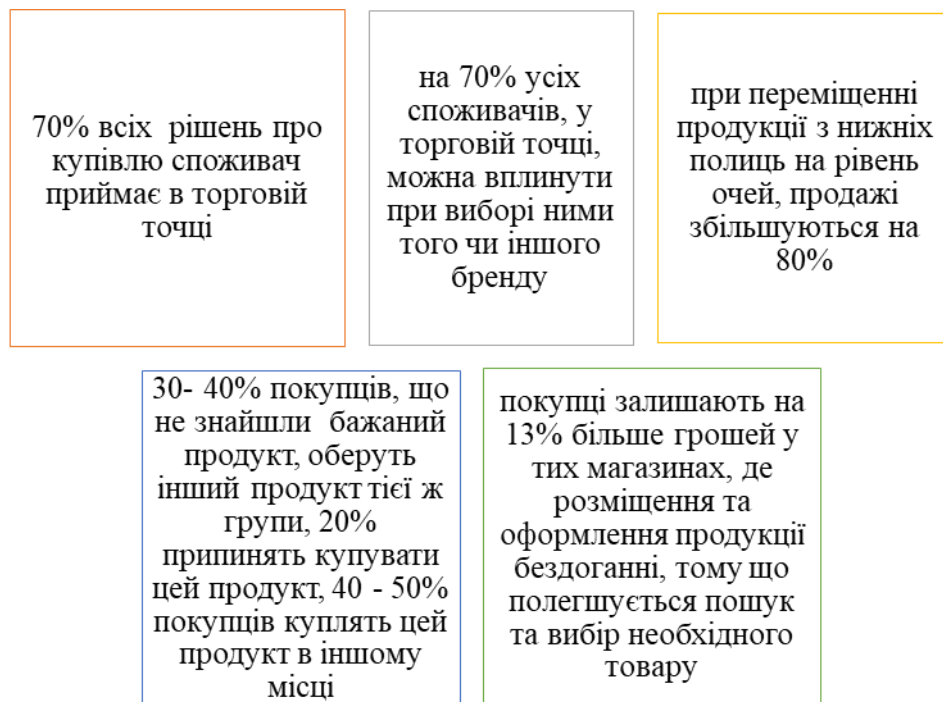 70% всіх рішень про
купівлю споживач
приймає в торговій
точці
на 70% усіх
споживачів, у
торговій точці,
можна вплинути
при виборі ними
того чи іншого
бренду
при переміщенні
продукції з нижніх
полиць на рівень
очей, продажі
збільшуються на
80%
30- 40% покупців, що
не знайшли бажаний
продукт, оберуть
інший продукт тієї ж
групи, 20%
припинять купувати
цей продукт, 40 - 50%
покупців куплять цей
продукт в іншому
місці
покупці залишають на
13% більше грошей у
тих магазинах, де
розміщення та
оформлення продукції
бездоганні, тому що
полегшується пошук
та вибір необхідного
товару